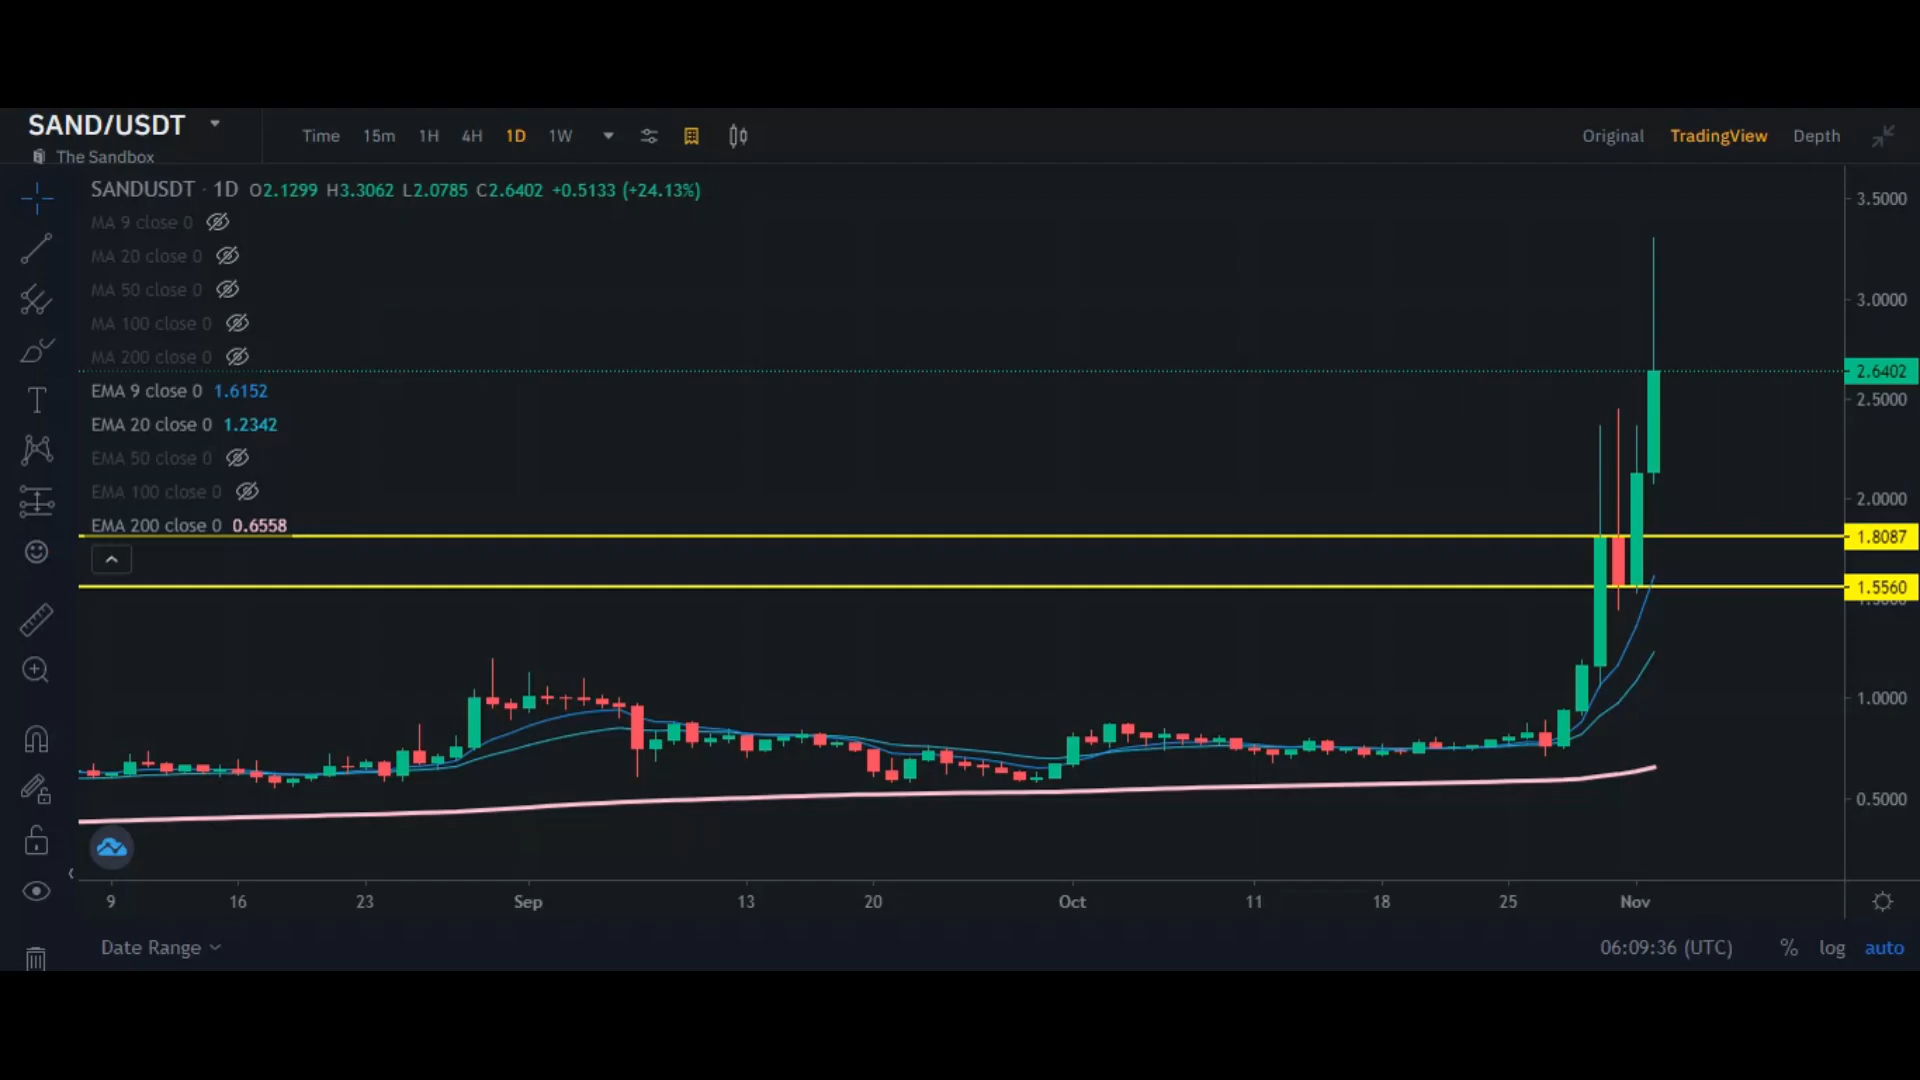 SAND/USDT
The Sandbox
Time 15m 1H 4H 1D 1W
Original TradingView Depth
SANDUSDT · 1D O2.1299 H3.3062 L2.0785 C2.6402 +0.5133 (+24.13%)
MA 9 close 0
MA 20 close 0
MA 50 close 0
MA 100 close 0
MA 200 close 0
EMA 9 close 0 1.6152
EMA 20 close 0 1.2342
EMA 50 close 0
EMA 100 close 0
EMA 200 close 0 0.6558
3.5000
3.0000
2.6402
2.5000
2.0000
1.8087
1.5560
1.0000
0.5000
9 16 23 Sep 13 20 Oct 11 18 25 Nov
Date Range 06:09:36 (UTC) % log auto